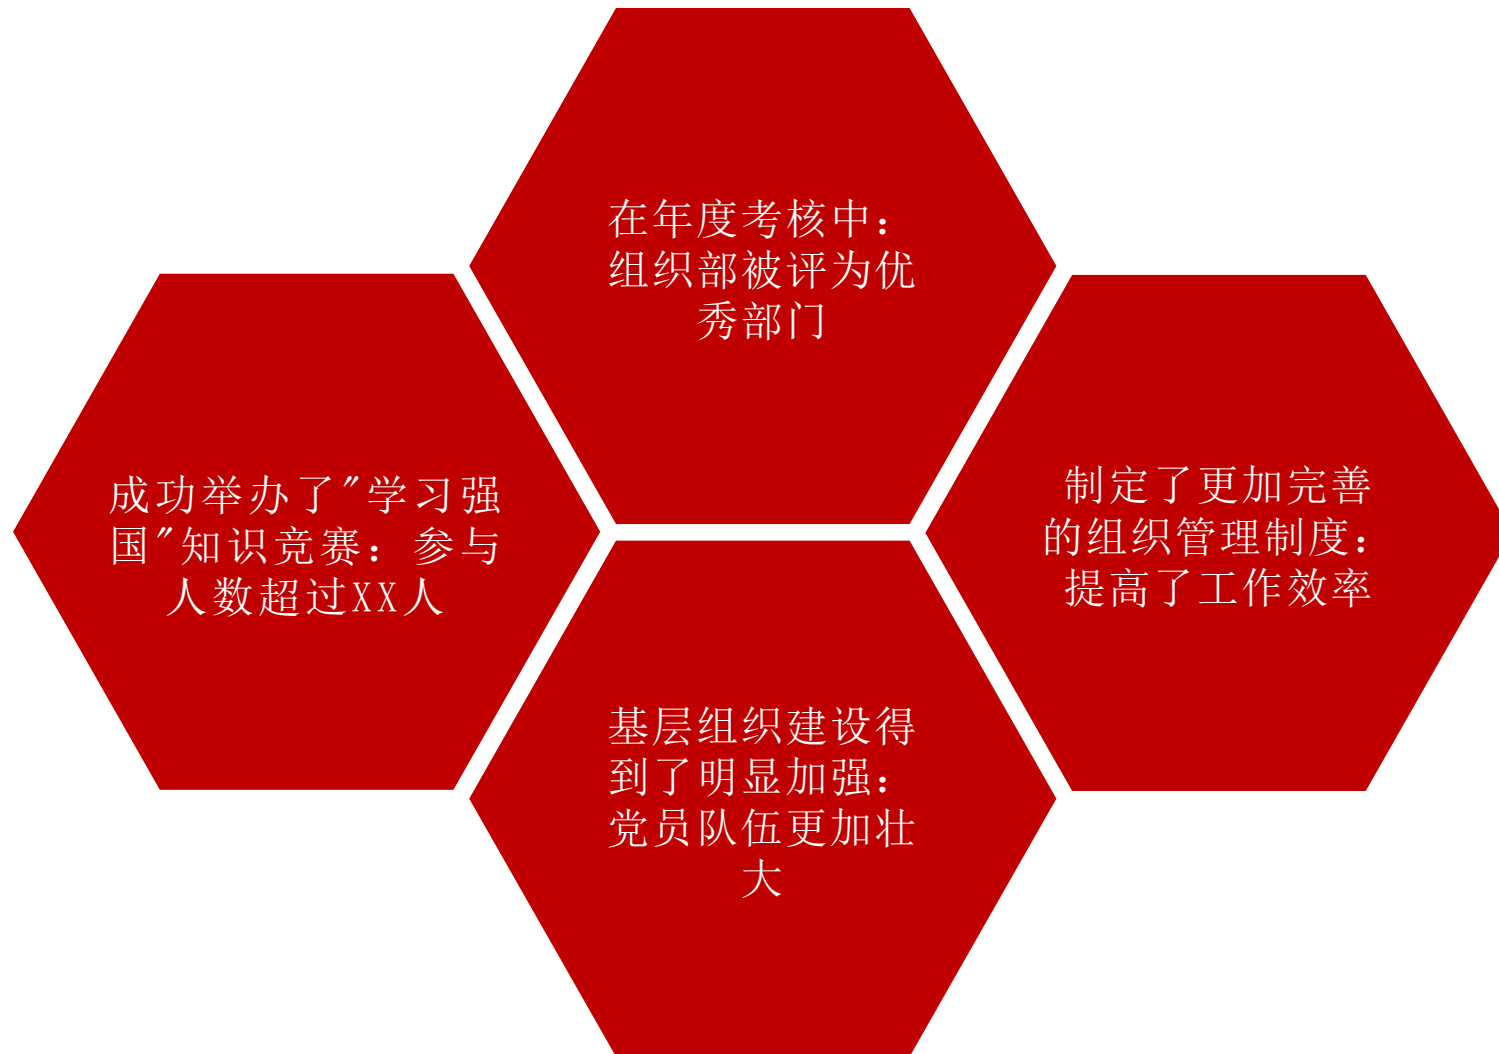 在年度考核中：
组织部被评为优
秀部门
成功举办了"学习强
国"知识竞赛：参与
人数超过XX人
制定了更加完善
的组织管理制度：
提高了工作效率
基层组织建设得
到了明显加强：
党员队伍更加壮
大